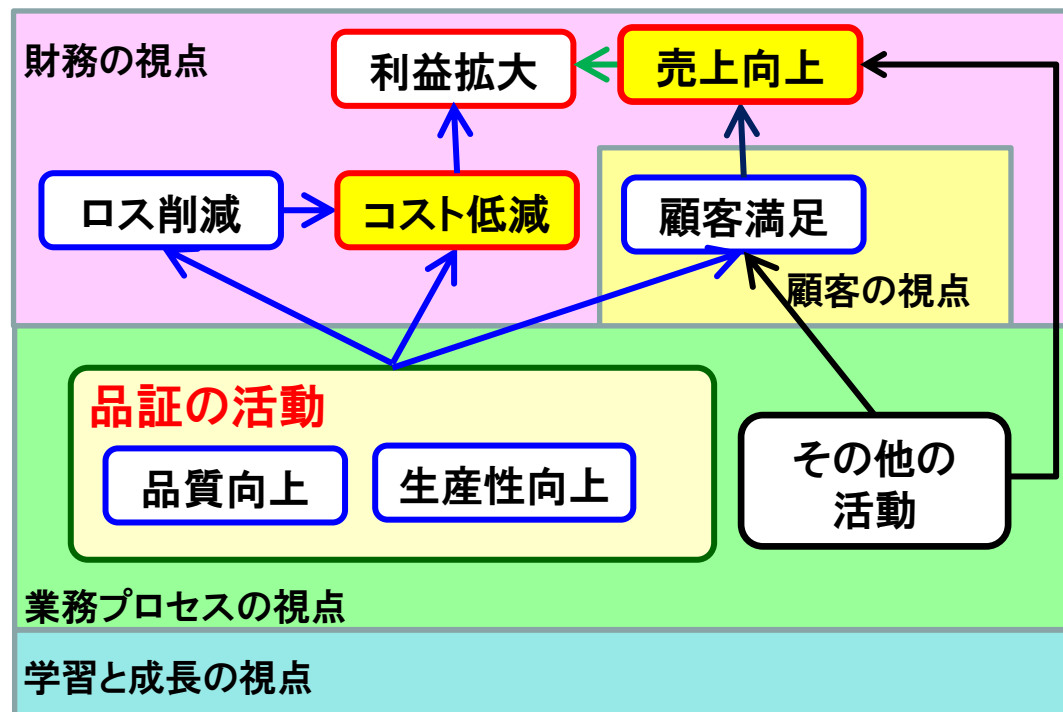 財務の視点
利益拡大
売上向上
ロス削減
コスト低減
顧客満足
顧客の視点
品証の活動
品質向上
生産性向上
その他の
活動
業務プロセスの視点
学習と成長の視点